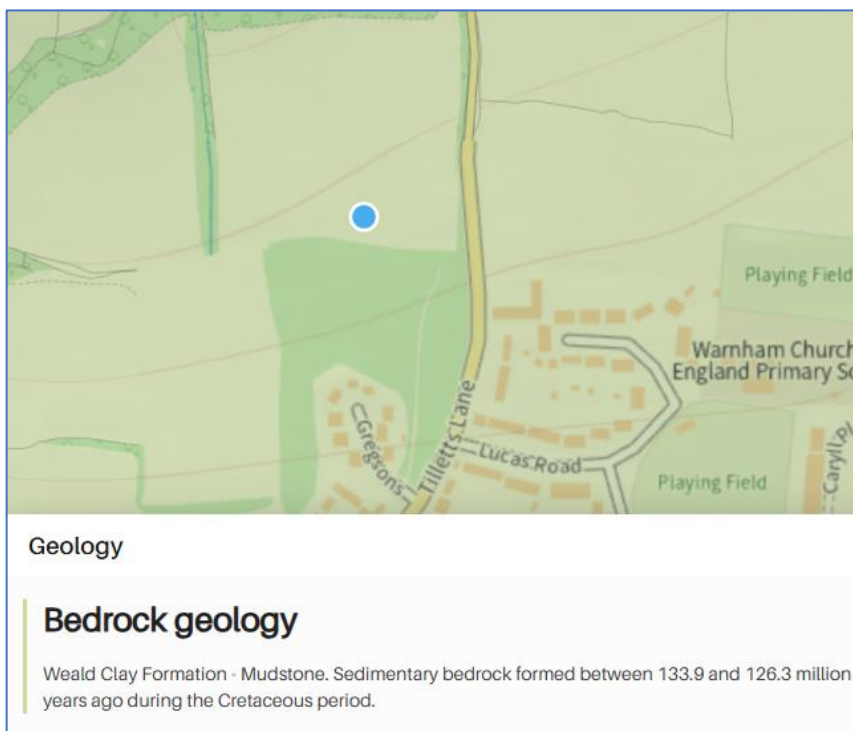 Playing Field
Warnham Church
England Primary
Tilletts Lane
Gregsons
Lucas Road
Playing Field
Caryll
Geology
Bedrock geology
Weald Clay Formation - Mudstone. Sedimentary bedrock formed between 133.9 and 126.3 million
years ago during the Cretaceous period.